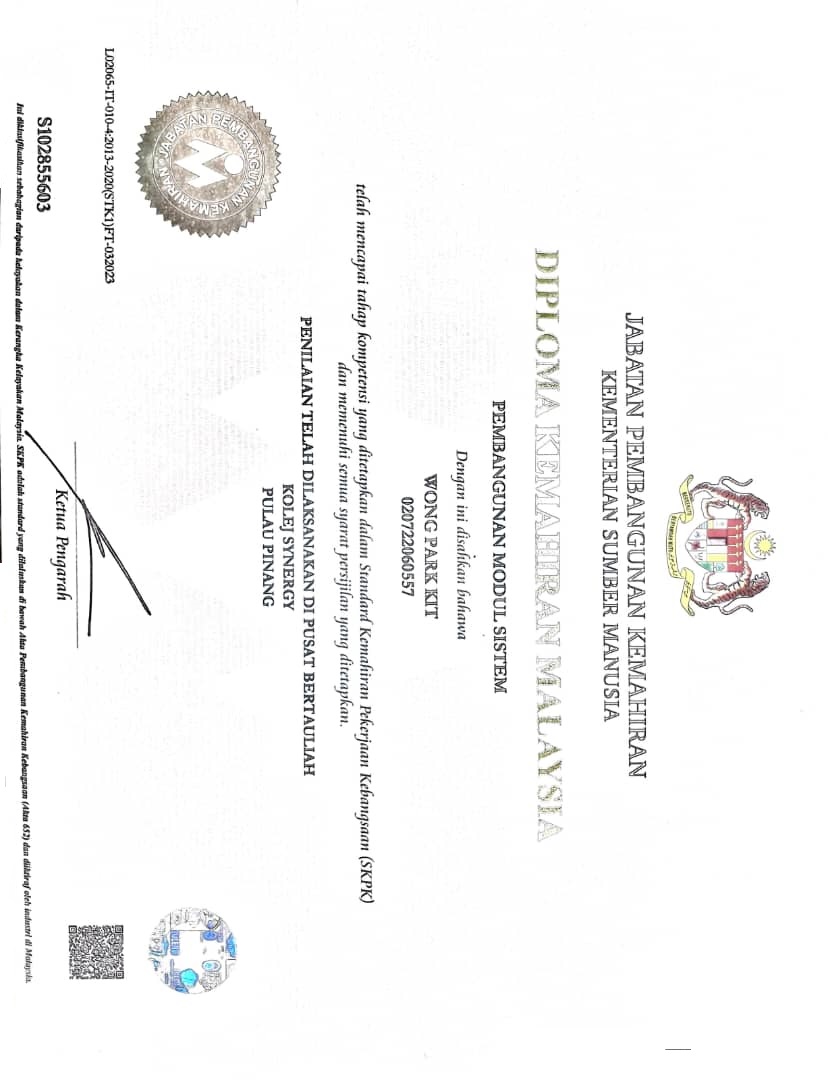 BERSEKUTU
BERTAMBAH MUTU
JABATAN PEMBANGUNAN KEMAHIRAN
KEMENTERIAN SUMBER MANUSIA
DIPLOMA KEMAHIRAN MALAYSIA
PEMBANGUNAN MODUL SISTEM
Dengan ini disahkan bahawa
WONG PARK KIT
020722060557
telah mencapai tahap kompetensi yang ditetapkan dalam Standard Kemahiran Pekerjaan Kebangsaan (SKPK)
dan memenuhi semua syarat persijilan yang ditetapkan.
PENILAIAN TELAH DILAKSANAKAN DI PUSAT BERTAULIAH
KOLEJ SYNERGY
PULAU PINANG
JABATAN PEMBANGUNAN KEMAHIRAN
L02065-IT-010-4:2013-2020(STK1)FT-032023
Ketua Pengarah
S102855603
Ini diklasifikasikan sebahagian daripada kelayakan dalam Kerangka Kelayakan Malaysia. SKPK adalah standard yang diluluskan di bawah Akta Pembangunan Kemahiran Kebangsaan (Akta 652) dan diiktiraf oleh industri di Malaysia.